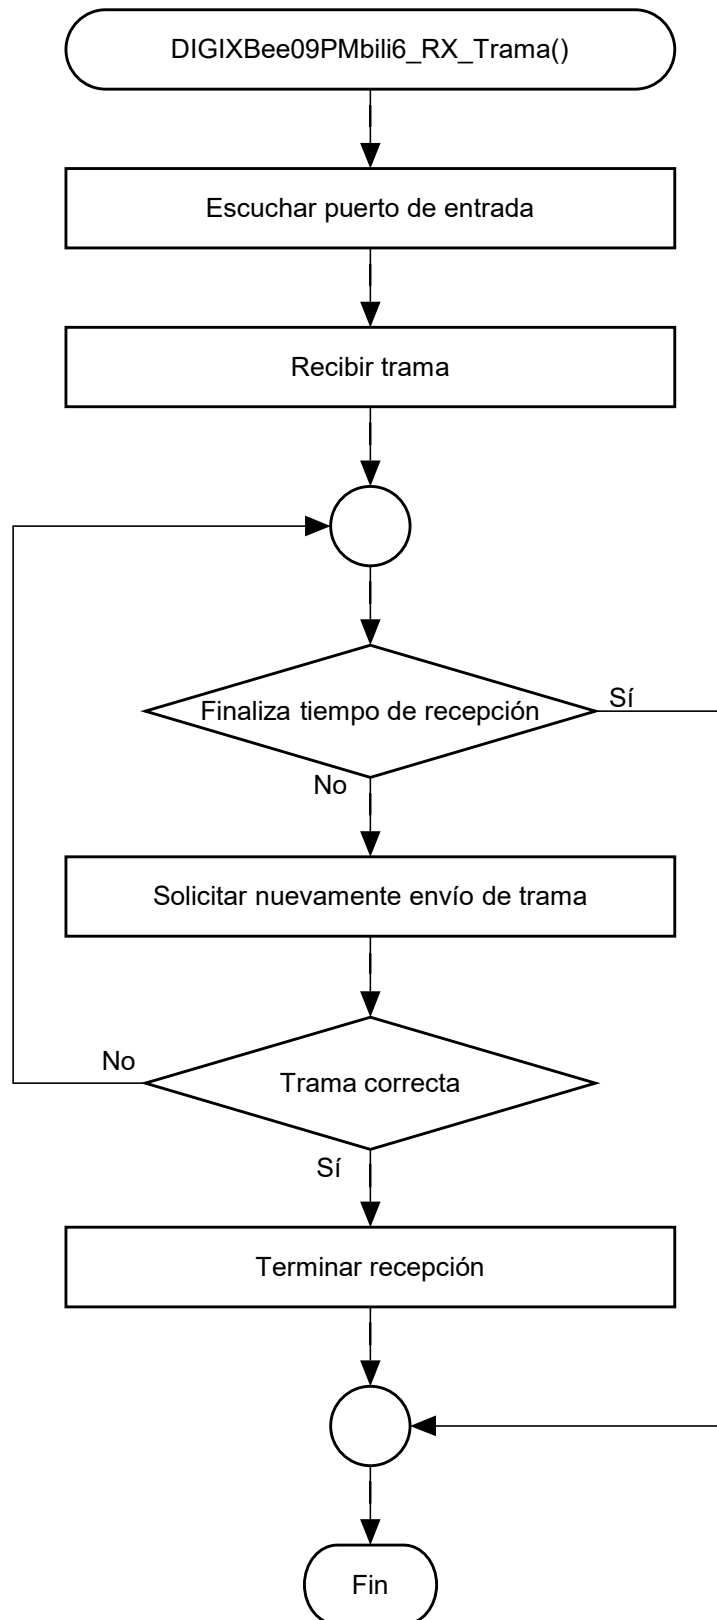 DIGIXBee09PMbili6_RX_Trama()
Escuchar puerto de entrada
Recibir trama
Finaliza tiempo de recepción
Sí
No
Solicitar nuevamente envío de trama
No
Trama correcta
Sí
Terminar recepción
Fin